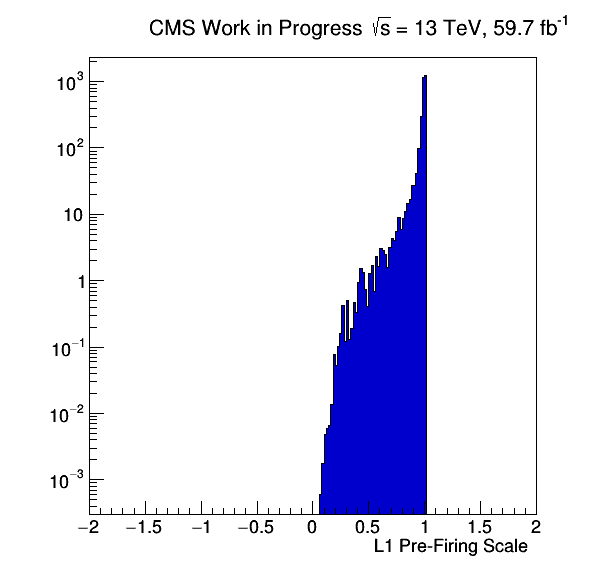 CMS Work in Progress √s = 13 TeV, 59.7 fb⁻¹
10³
10²
10
1
10⁻¹
10⁻²
10⁻³
−2 −1.5 −1 −0.5 0 0.5 1 1.5 2
L1 Pre-Firing Scale